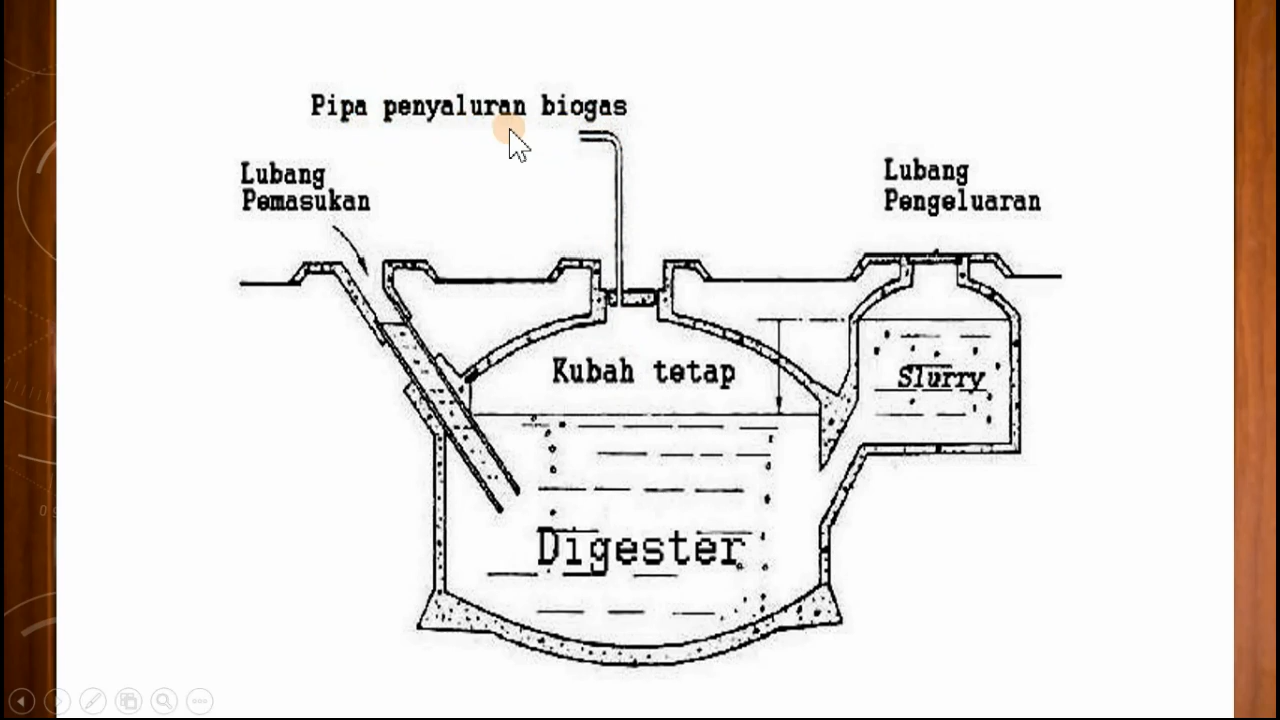 Pipa penyaluran biogas
Lubang
Pemasukan
Lubang
Pengeluaran
Kubah tetap
Slurry
Digester